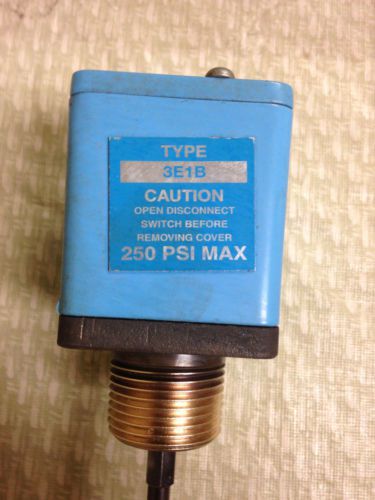 TYPE
3E1B
CAUTION
OPEN DISCONNECT
SWITCH BEFORE
REMOVING COVER
250 PSI MAX